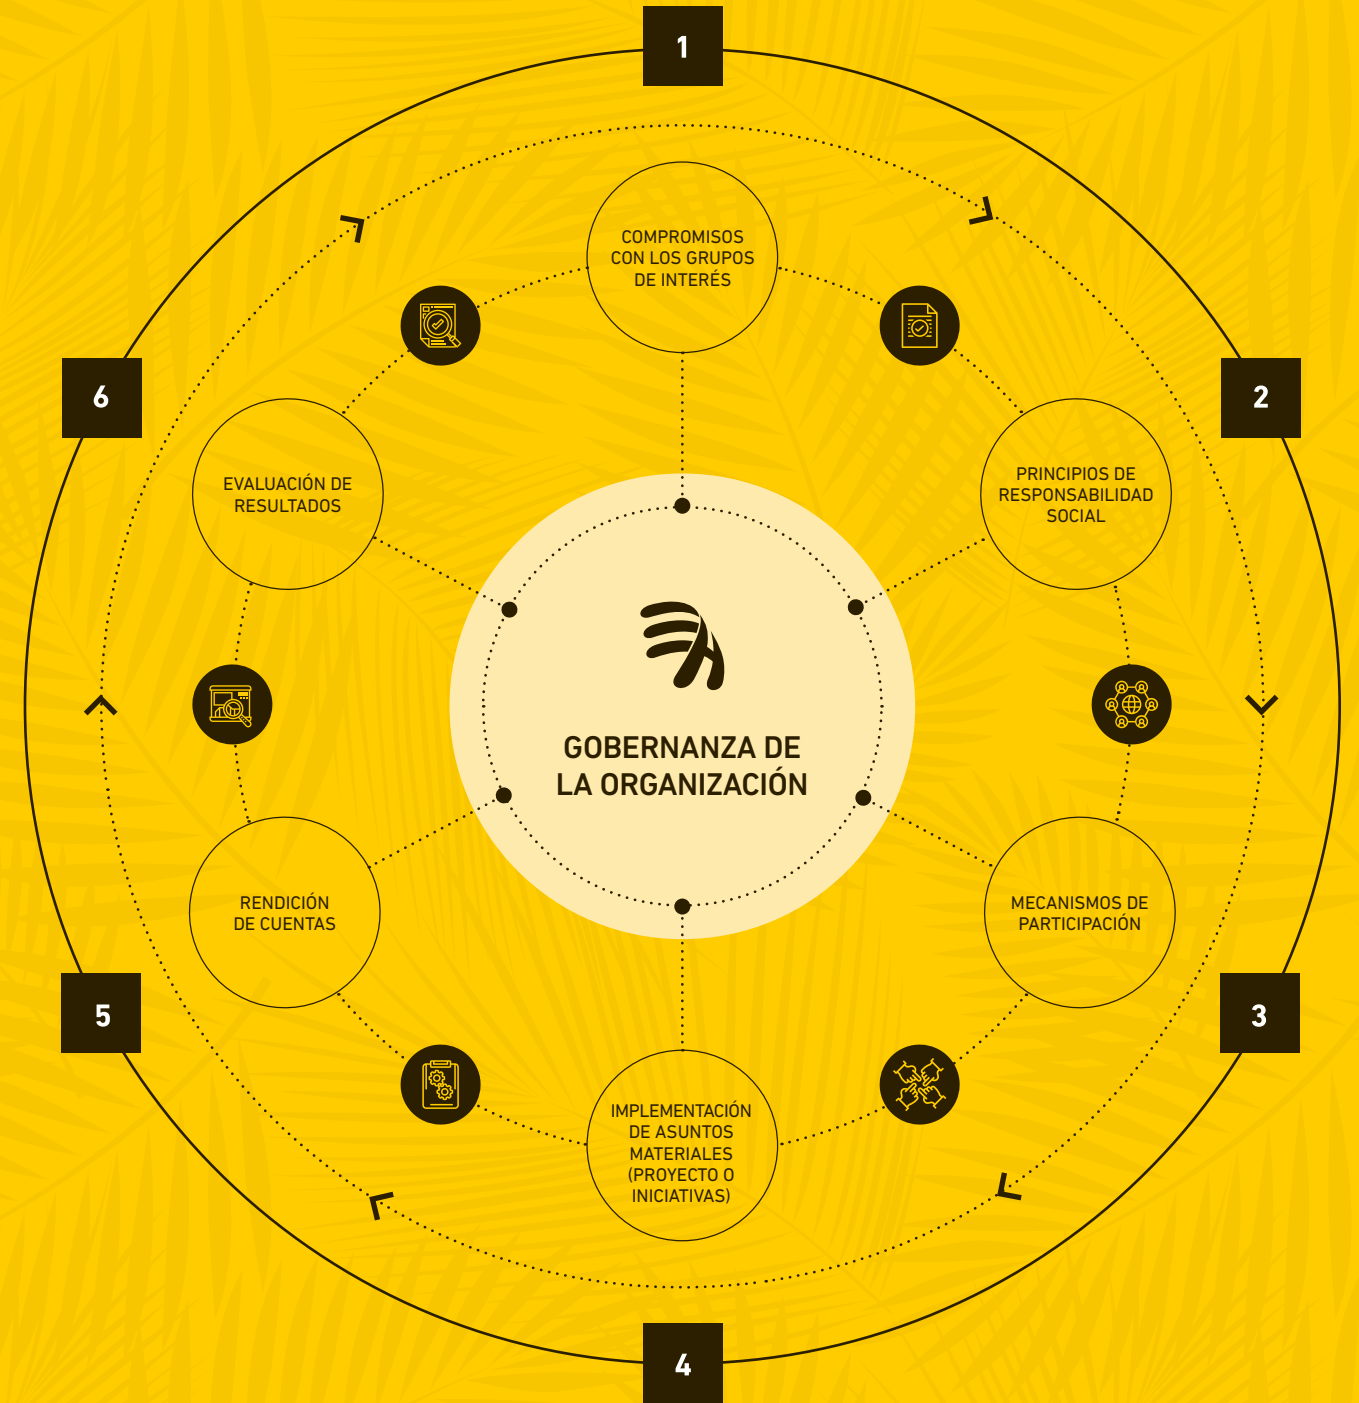 1
COMPROMISOS
CON LOS GRUPOS
DE INTERÉS
2
PRINCIPIOS DE
RESPONSABILIDAD
SOCIAL
3
MECANISMOS DE
PARTICIPACIÓN
4
IMPLEMENTACIÓN
DE ASUNTOS
MATERIALES
(PROYECTO O
INICIATIVAS)
5
RENDICIÓN
DE CUENTAS
6
EVALUACIÓN DE
RESULTADOS
GOBERNANZA DE
LA ORGANIZACIÓN